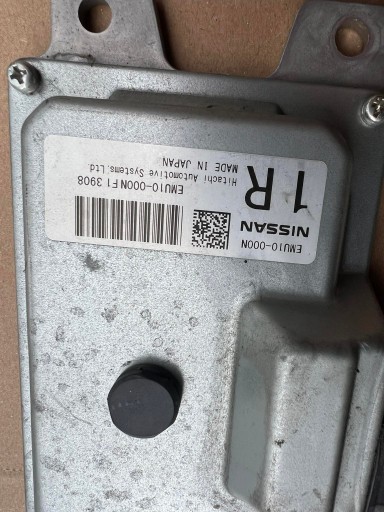 NISSAN
EMU10-000N
1R
EMU10-000N F1 3908
Hitachi Automotive Systems,Ltd.
MADE IN JAPAN